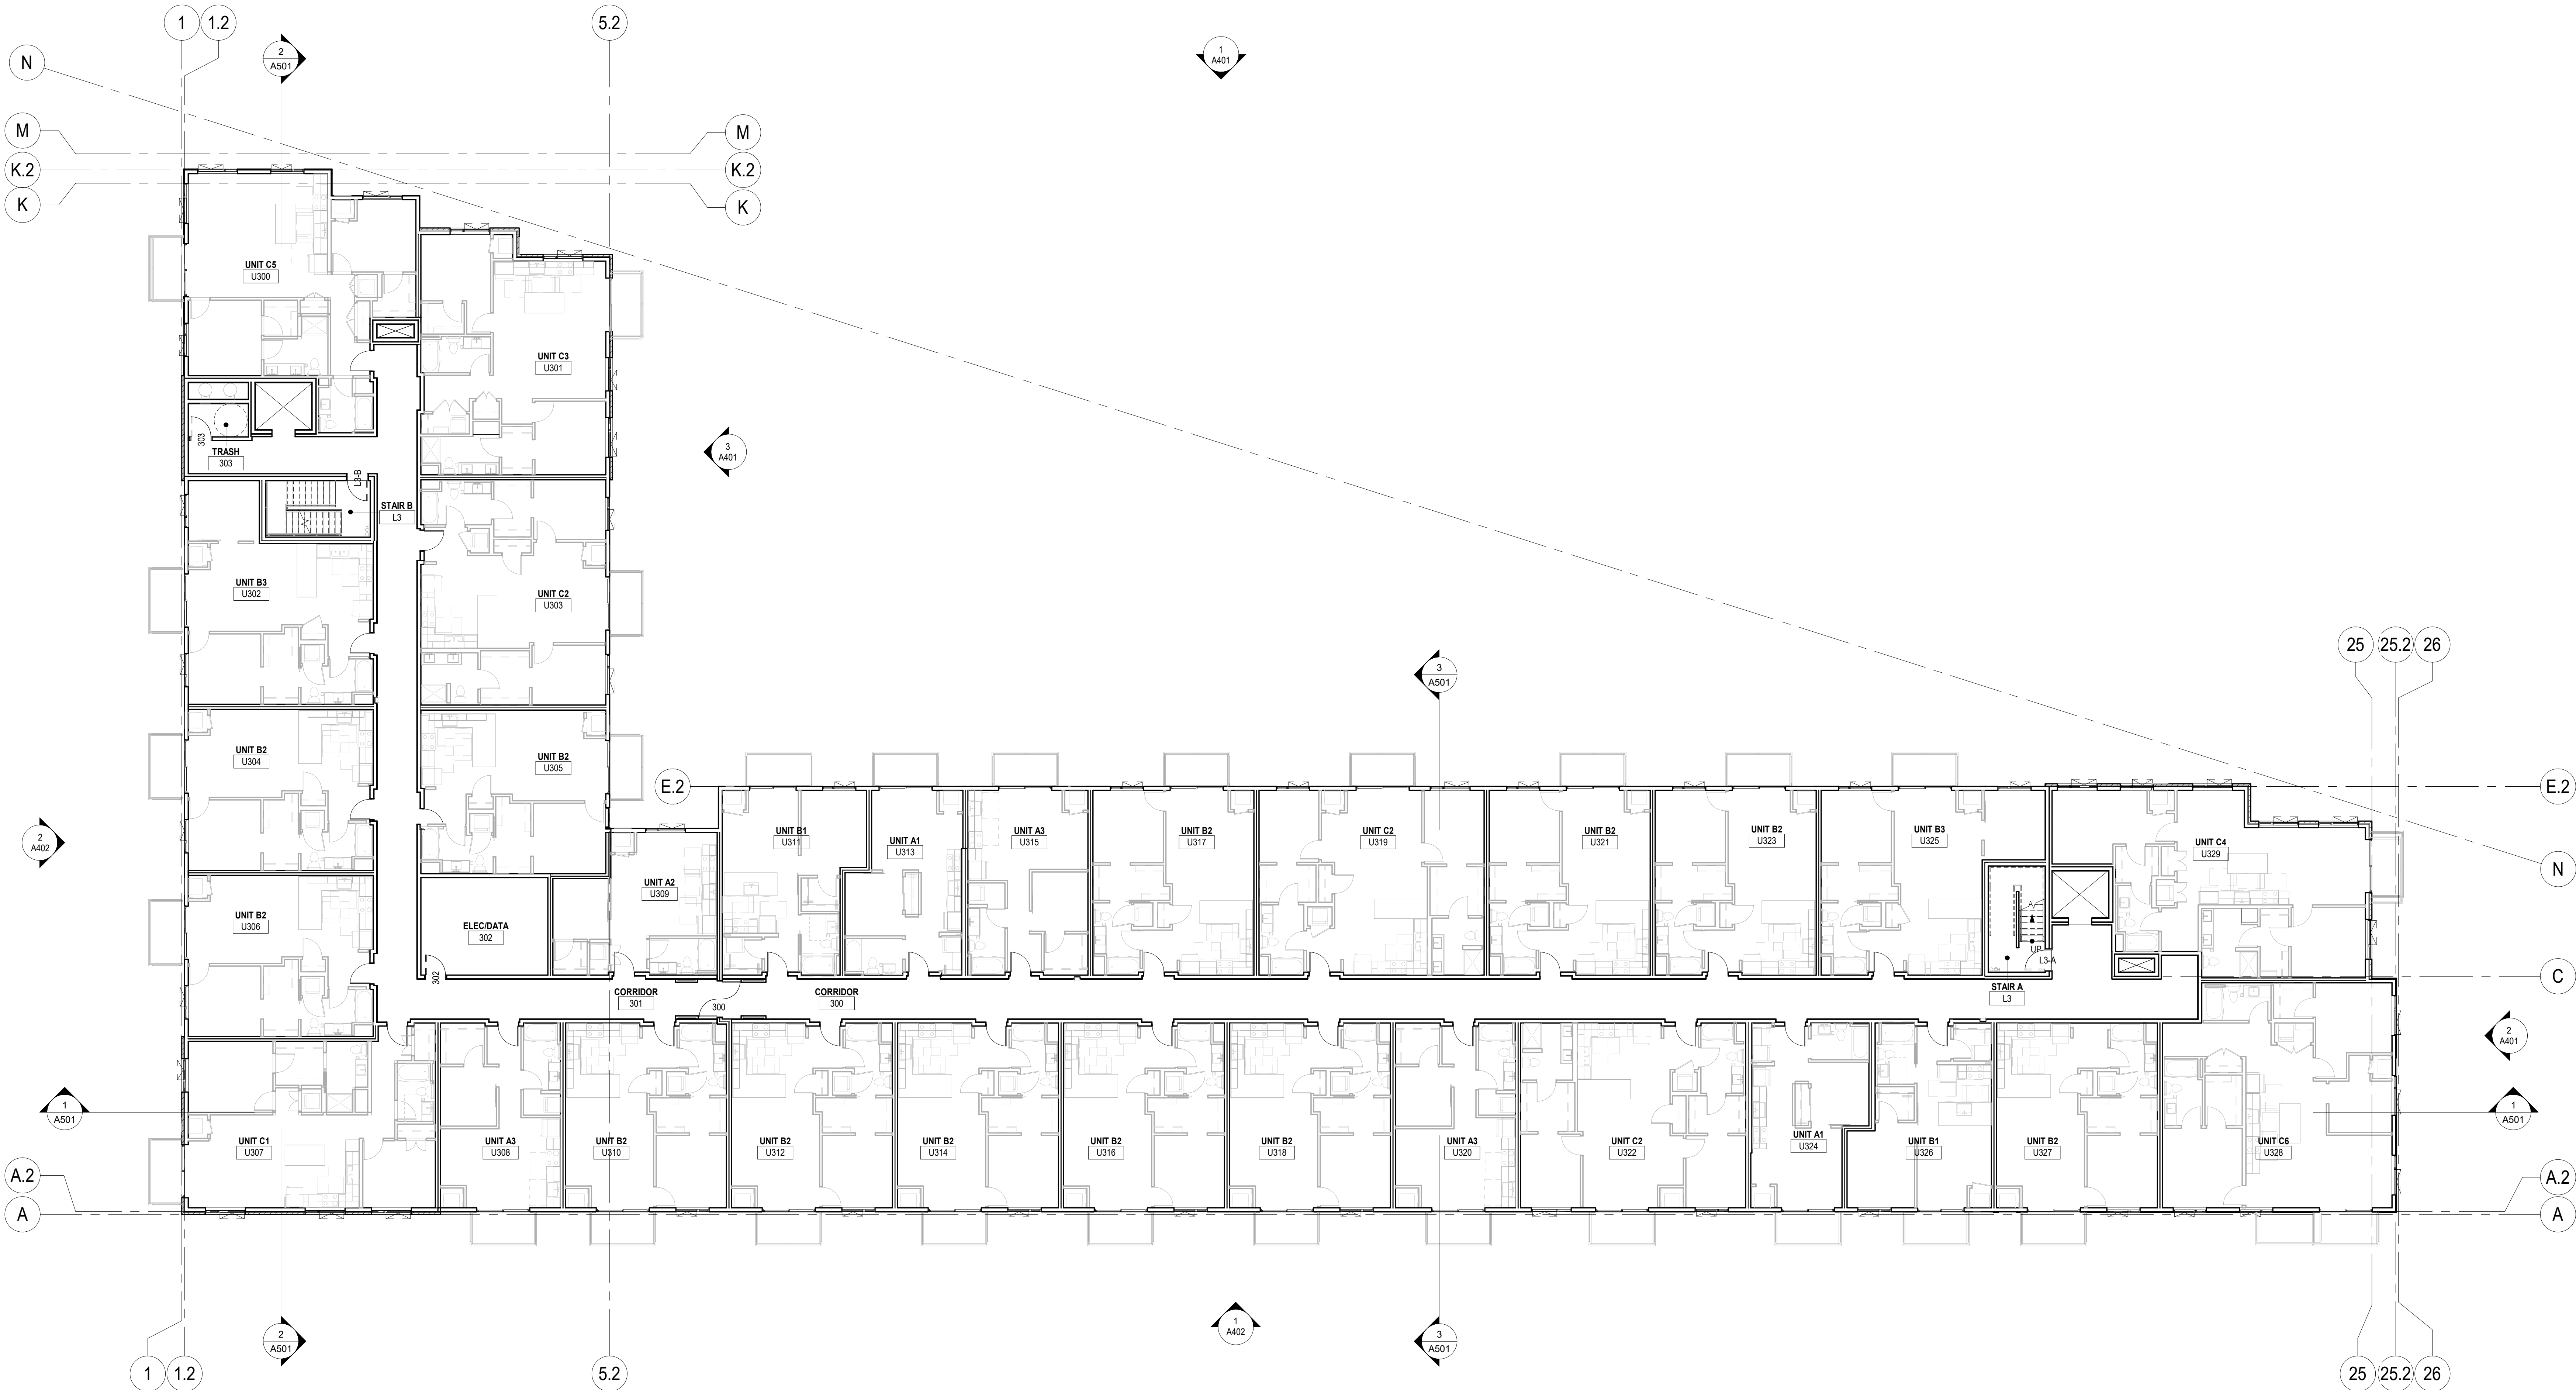 1
1.2
5.2
2
A501
1
A401
N
M
M
K.2
K.2
K
K
UNIT C5
U300
UNIT C3
U301
303
TRASH
303
3
A401
L3-B
STAIR B
L3
UNIT B3
U302
UNIT C2
U303
25
25.2
26
3
A501
UNIT B2
U304
UNIT B2
U305
E.2
E.2
2
A402
UNIT B1
U311
UNIT A1
U313
UNIT A3
U315
UNIT B2
U317
UNIT C2
U319
UNIT B2
U321
UNIT B2
U323
UNIT B3
U325
UNIT C4
U329
N
UNIT A2
U309
UNIT B2
U306
ELEC/DATA
302
302
UP
L3-A
C
CORRIDOR
301
300
CORRIDOR
300
STAIR A
L3
2
A401
1
A501
1
A501
UNIT C1
U307
UNIT A3
U308
UNIT B2
U310
UNIT B2
U312
UNIT B2
U314
UNIT B2
U316
UNIT B2
U318
UNIT A3
U320
UNIT C2
U322
UNIT A1
U324
UNIT B1
U326
UNIT B2
U327
UNIT C6
U328
A.2
A.2
A
A
2
A501
1
A402
3
A501
1
1.2
5.2
25
25.2
26